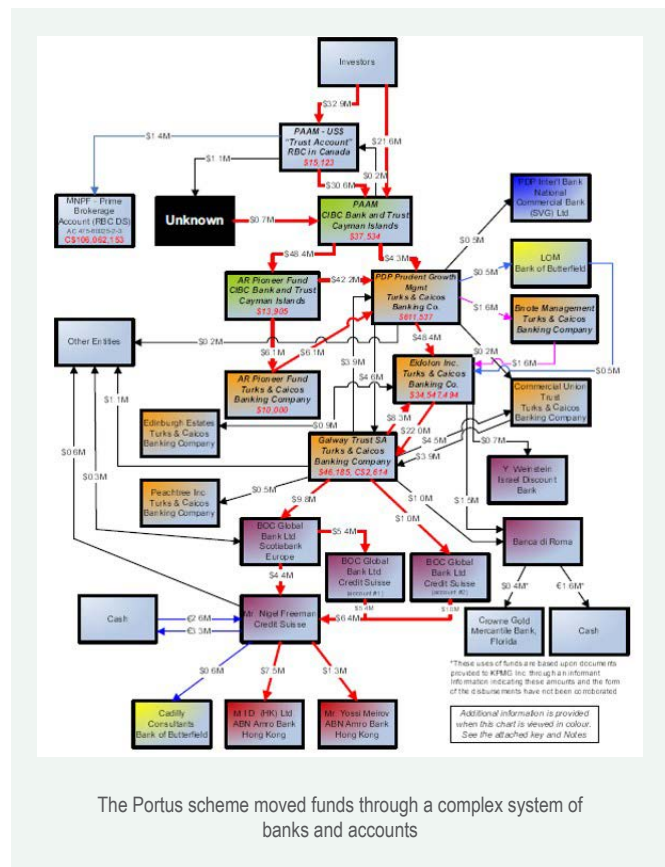 Investors
$32.9M
PAAM - US$
"Trust Account"
RBC in Canada
$15,123
$1.4M
$1.1M
$21.6M
$0.2M
$30.6M
MNPF - Prime
Brokerage
Account (RBC DS)
C$106,062,153
Unknown
$0.7M
PAAM
CIBC Bank and Trust
Cayman Islands
$37,534
PDP Inter'l Bank
National
Commercial Bank
(SVG) Ltd
$48.4M
$4.3M
$0.5M
AR Pioneer Fund
CIBC Bank and Trust
Cayman Islands
$13,905
$42.2M
PDP Prudent Growth
Mgmt
Turks & Caicos
Banking Co.
$611,537
$0.5M
LOM
Bank of Butterfield
$1.6M
Bnote Management
Turks & Caicos
Banking Company
Other Entities
$0.2M
$6.1M
$6.1M
$48.4M
$0.2M
$1.6M
$0.5M
AR Pioneer Fund
Turks & Caicos
Banking Company
$10,000
$3.9M
$4.6M
Eidolon Inc.
Turks & Caicos
Banking Co.
$34,547,494
Commercial Union
Trust
Turks & Caicos
Banking Company
$1.1M
Edinburgh Estates
Turks & Caicos
Banking Company
$0.9M
$8.3M
$22.0M
$4.5M
$3.9M
$0.7M
Galway Trust SA
Turks & Caicos
Banking Company
$46,185, C$2,614
$0.6M
$0.3M
Peachtree Inc
Turks & Caicos
Banking Company
$0.5M
Y. Weinstein
Israel Discount
Bank
$9.8M
$1.0M
$1.0M
$1.5M
BOC Global
Bank Ltd
Scotiabank
Europe
$5.4M
BOC Global
Bank Ltd
Credit Suisse
(account #1)
BOC Global
Bank Ltd
Credit Suisse
(account #2)
Banca di Roma
$4.4M
$5.4M
$1.0M
$0.4M*
€1.6M*
Cash
€2.6M
€3.3M
Mr. Nigel Freeman
Credit Suisse
$6.4M
Crowne Gold
Mercantile Bank,
Florida
Cash
$0.6M
$7.5M
$1.3M
*These uses of funds are based upon documents
provided to KPMG Inc. through an informant
Information indicating these amounts and the form
of the disbursements have not been corroborated
Cadilly
Consultants
Bank of Butterfield
M.I.D. (HK) Ltd
ABN Amro Bank
Hong Kong
Mr. Yossi Meirov
ABN Amro Bank
Hong Kong
Additional information is provided
when this chart is viewed in colour.
See the attached key and Notes
The Portus scheme moved funds through a complex system of
banks and accounts